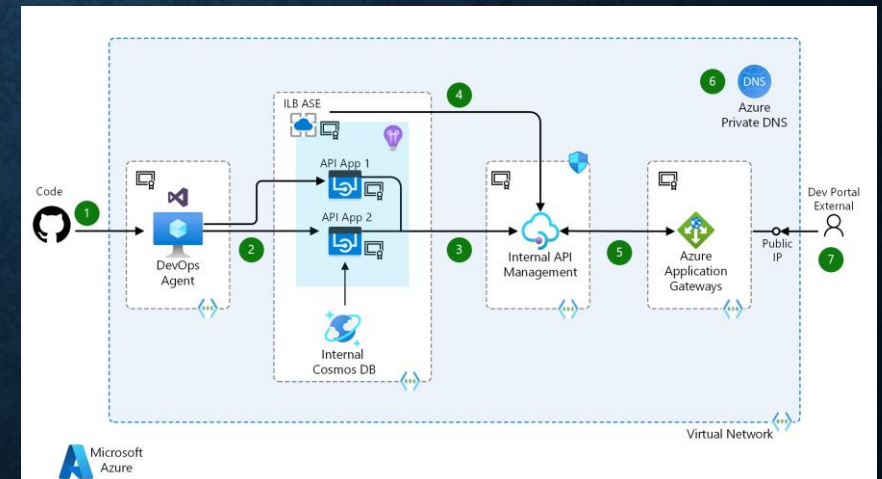 6
DNS
Azure
Private DNS
ILB ASE
4
API App 1
Code
1
DevOps
Agent
2
API App 2
3
Internal API
Management
5
Azure
Application
Gateways
Public
IP
Dev Portal
External
7
Internal
Cosmos DB
Virtual Network
Microsoft
Azure